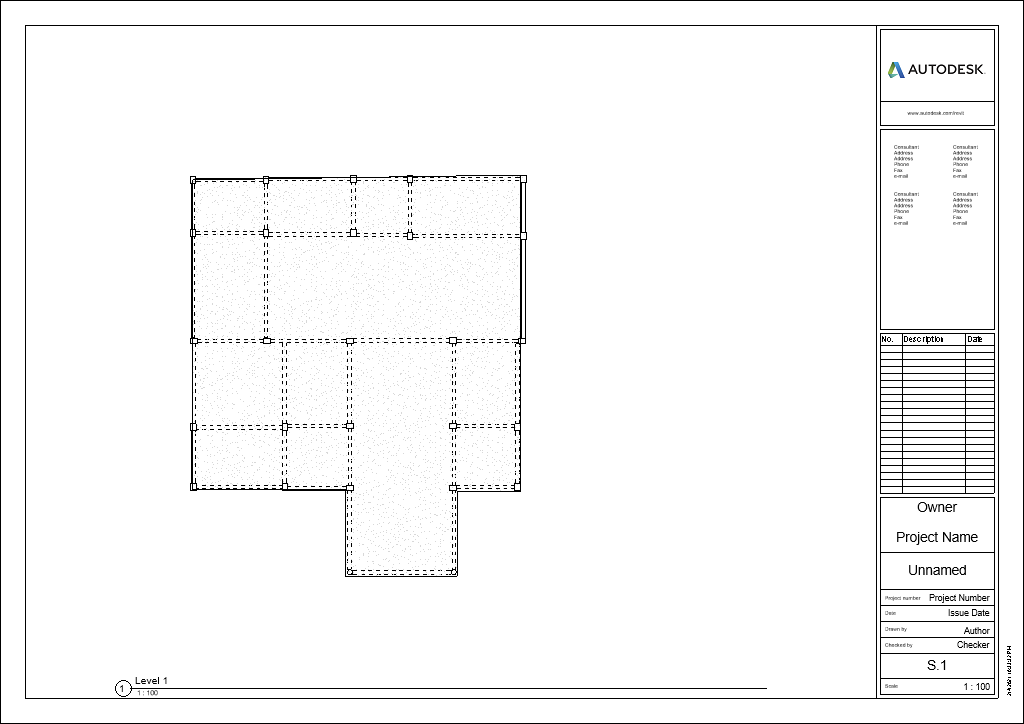 AUTODESK.
www.autodesk.com/revit
Consultant
Address
Address
Phone
Fax
e-mail
Consultant
Address
Address
Phone
Fax
e-mail
Consultant
Address
Address
Phone
Fax
e-mail
Consultant
Address
Address
Phone
Fax
e-mail
No. Description Date
Owner
Project Name
Unnamed
Project number Project Number
Date Issue Date
Drawn by Author
Checked by Checker
S.1
Scale 1 : 100
1 Level 1
1 : 100